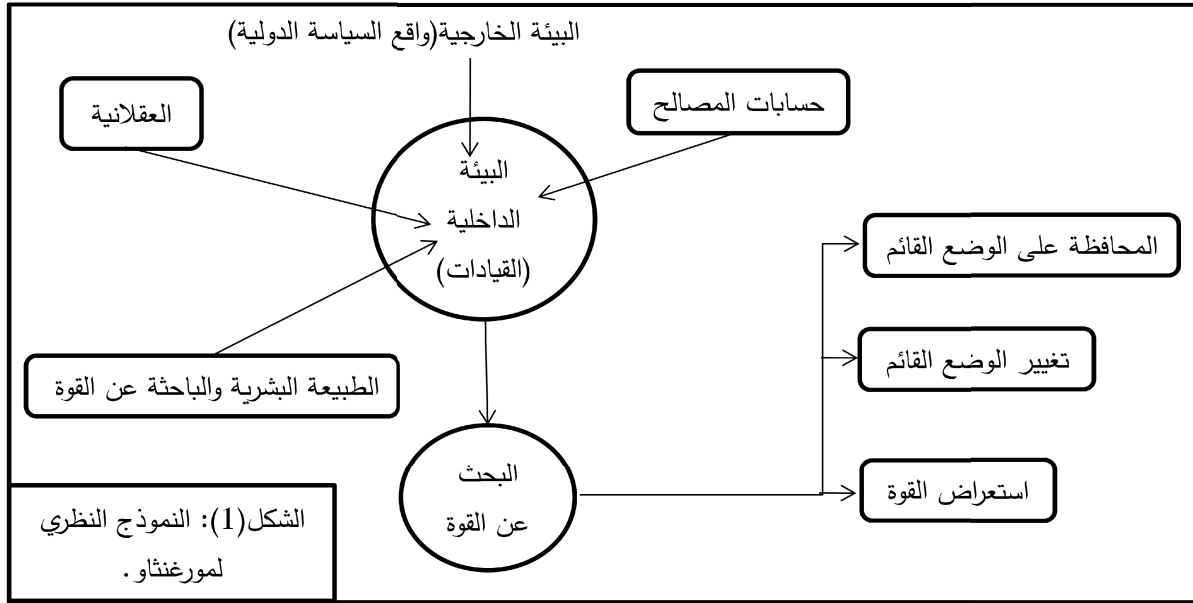 البيئة الخارجية(واقع السياسة الدولية)
حسابات المصالح
العقلانية
البيئة
الداخلية
(القيادات)
المحافظة على الوضع القائم
تغيير الوضع القائم
الطبيعة البشرية والباحثة عن القوة
البحث
عن القوة
استعراض القوة
الشكل(1): النموذج النظري
لمورغنثاو .